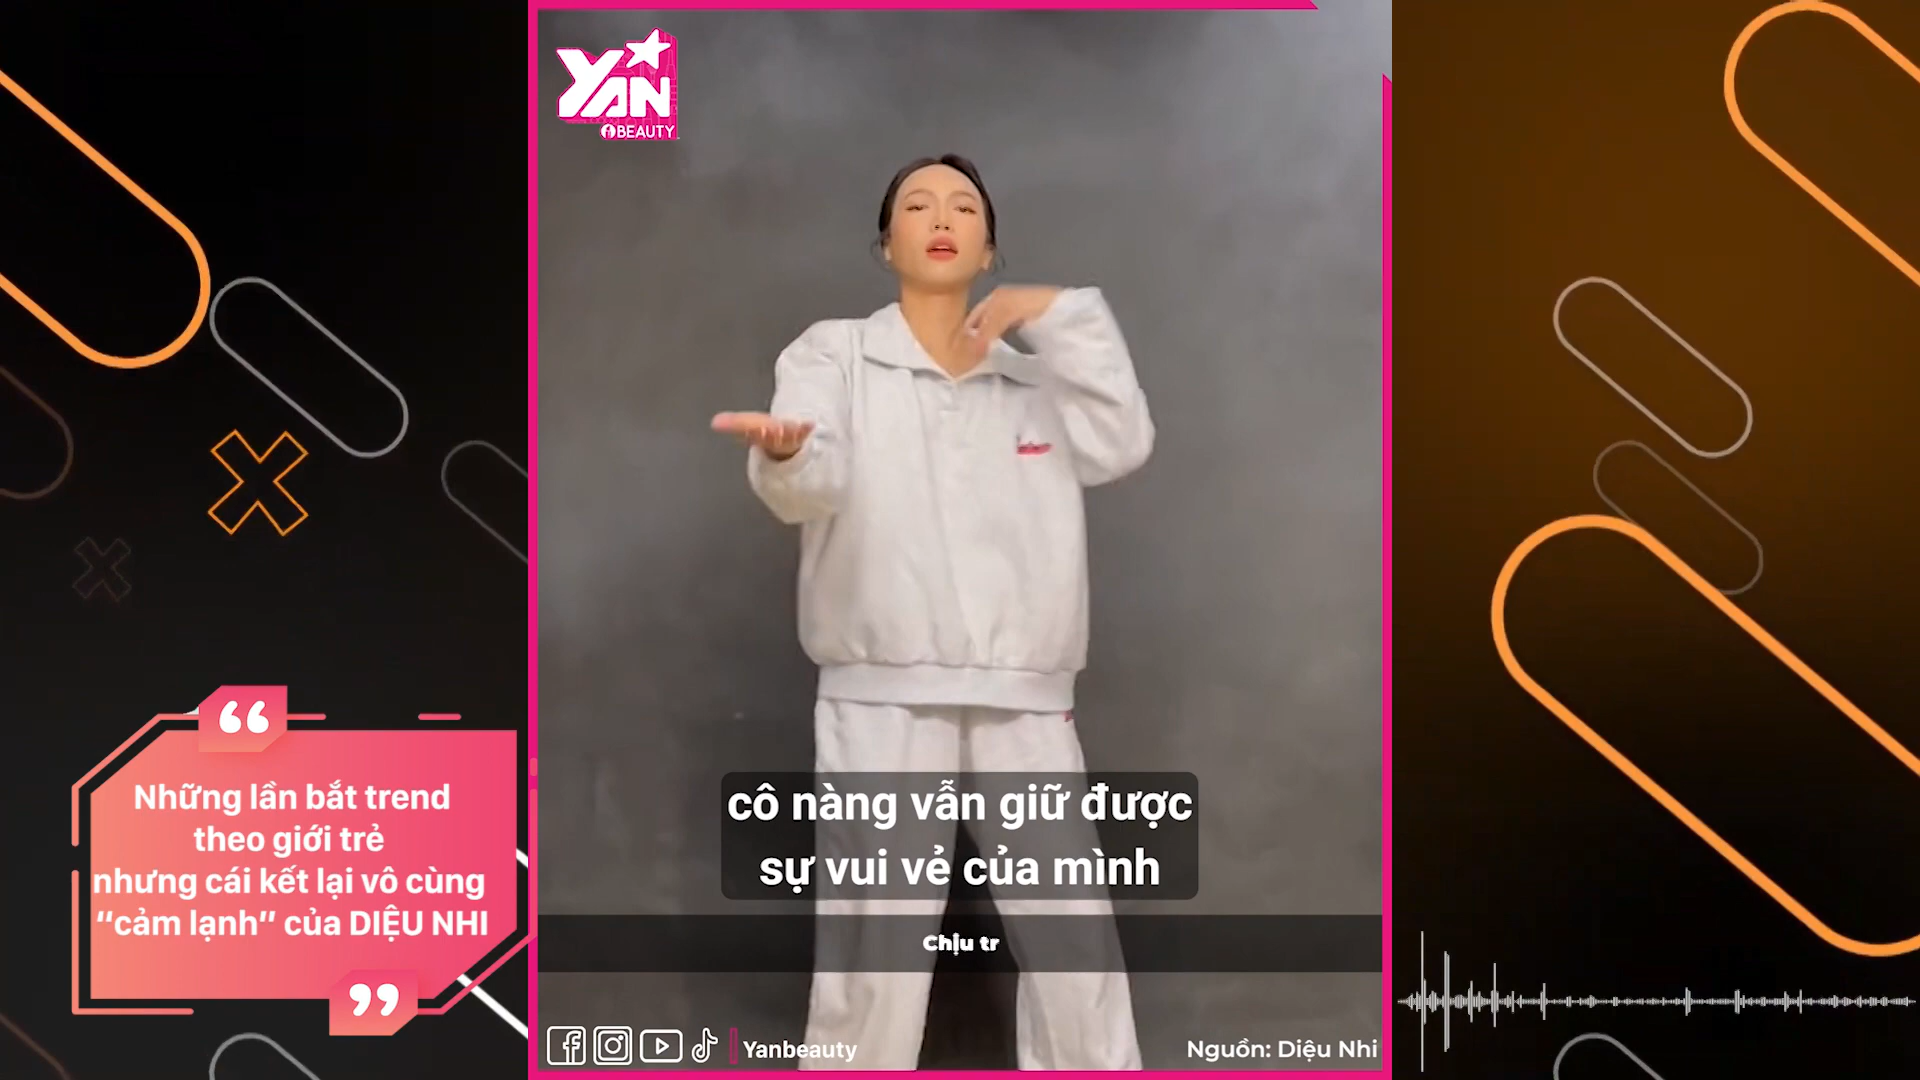 YAN
BEAUTY
Những lần bắt trend
theo giới trẻ
nhưng cái kết lại vô cùng
“cảm lạnh” của DIỆU NHI
cô nàng vẫn giữ được
sự vui vẻ của mình
Chịu tr
Yanbeauty
Nguồn: Diệu Nhi